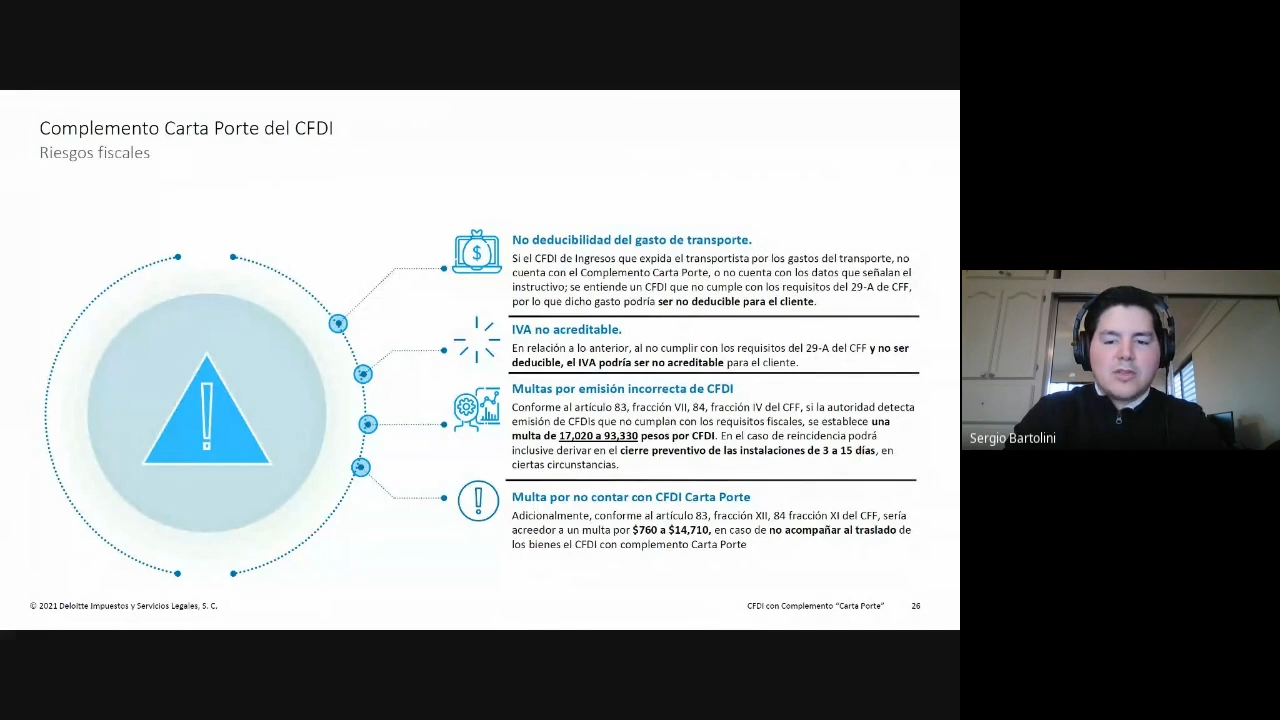 Complemento Carta Porte del CFDI
Riesgos fiscales
$
No deducibilidad del gasto de transporte.
Si el CFDI de Ingresos que expida el transportista por los gastos del transporte, no
cuenta con el Complemento Carta Porte, o no cuenta con los datos que señalan el
instructivo; se entiende un CFDI que no cumple con los requisitos del 29-A de CFF,
por lo que dicho gasto podría ser no deducible para el cliente.
IVA no acreditable.
En relación a lo anterior, al no cumplir con los requisitos del 29-A del CFF y no ser
deducible, el IVA podría ser no acreditable para el cliente.
Multas por emisión incorrecta de CFDI
Conforme al artículo 83, fracción VII, 84, fracción IV del CFF, si la autoridad detecta
emisión de CFDIs que no cumplan con los requisitos fiscales, se establece una
multa de 17,020 a 93,330 pesos por CFDI. En el caso de reincidencia podrá
inclusive derivar en el cierre preventivo de las instalaciones de 3 a 15 días, en
ciertas circunstancias.
Multa por no contar con CFDI Carta Porte
Adicionalmente, conforme al artículo 83, fracción XII, 84 fracción XI del CFF, sería
acreedor a un multa por $760 a $14,710, en caso de no acompañar al traslado de
los bienes el CFDI con complemento Carta Porte
© 2021 Deloitte Impuestos y Servicios Legales, S. C.
CFDI con Complemento “Carta Porte”
26
Sergio Bartolini